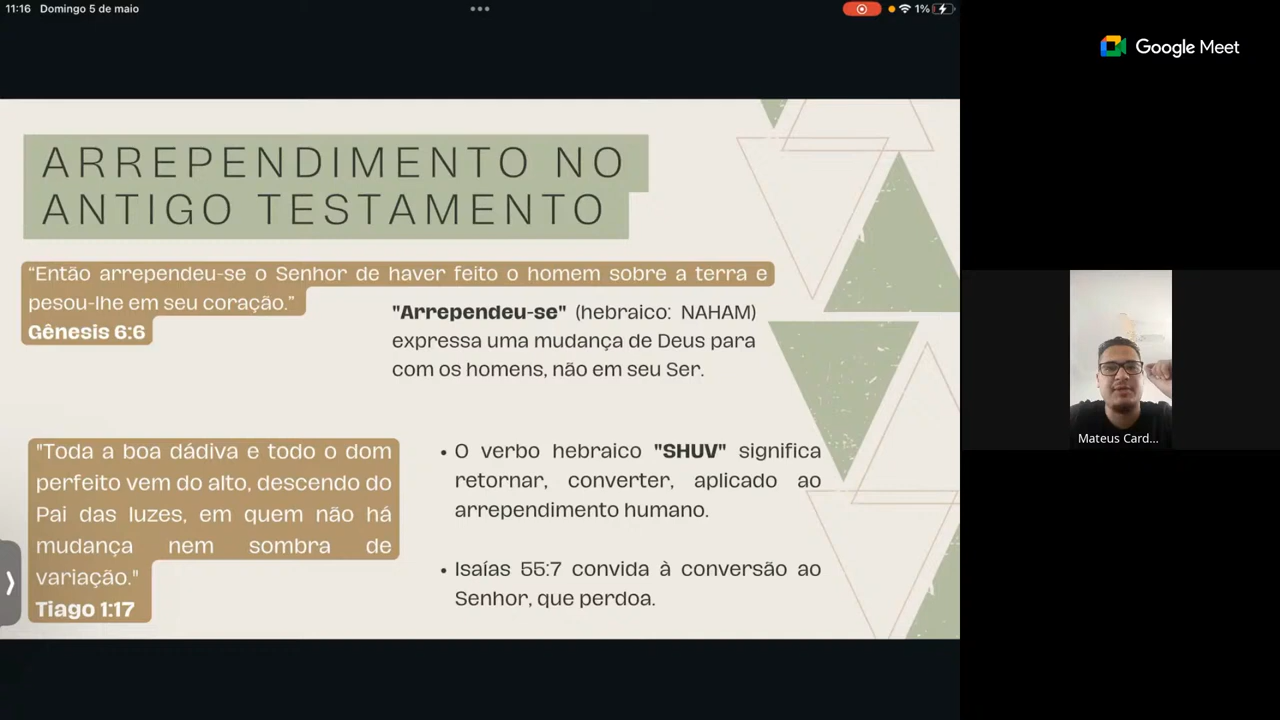 11:16 Domingo 5 de maio
1%
Google Meet
ARREPENDIMENTO NO
ANTIGO TESTAMENTO
“Então arrependeu-se o Senhor de haver feito o homem sobre a terra e
pesou-lhe em seu coração.”
Gênesis 6:6
"Arrependeu-se" (hebraico: NAHAM)
expressa uma mudança de Deus para
com os homens, não em seu Ser.
"Toda a boa dádiva e todo o dom
perfeito vem do alto, descendo do
Pai das luzes, em quem não há
mudança nem sombra de
variação."
Tiago 1:17
• O verbo hebraico "SHUV" significa
retornar, converter, aplicado ao
arrependimento humano.
• Isaías 55:7 convida à conversão ao
Senhor, que perdoa.
Mateus Card...